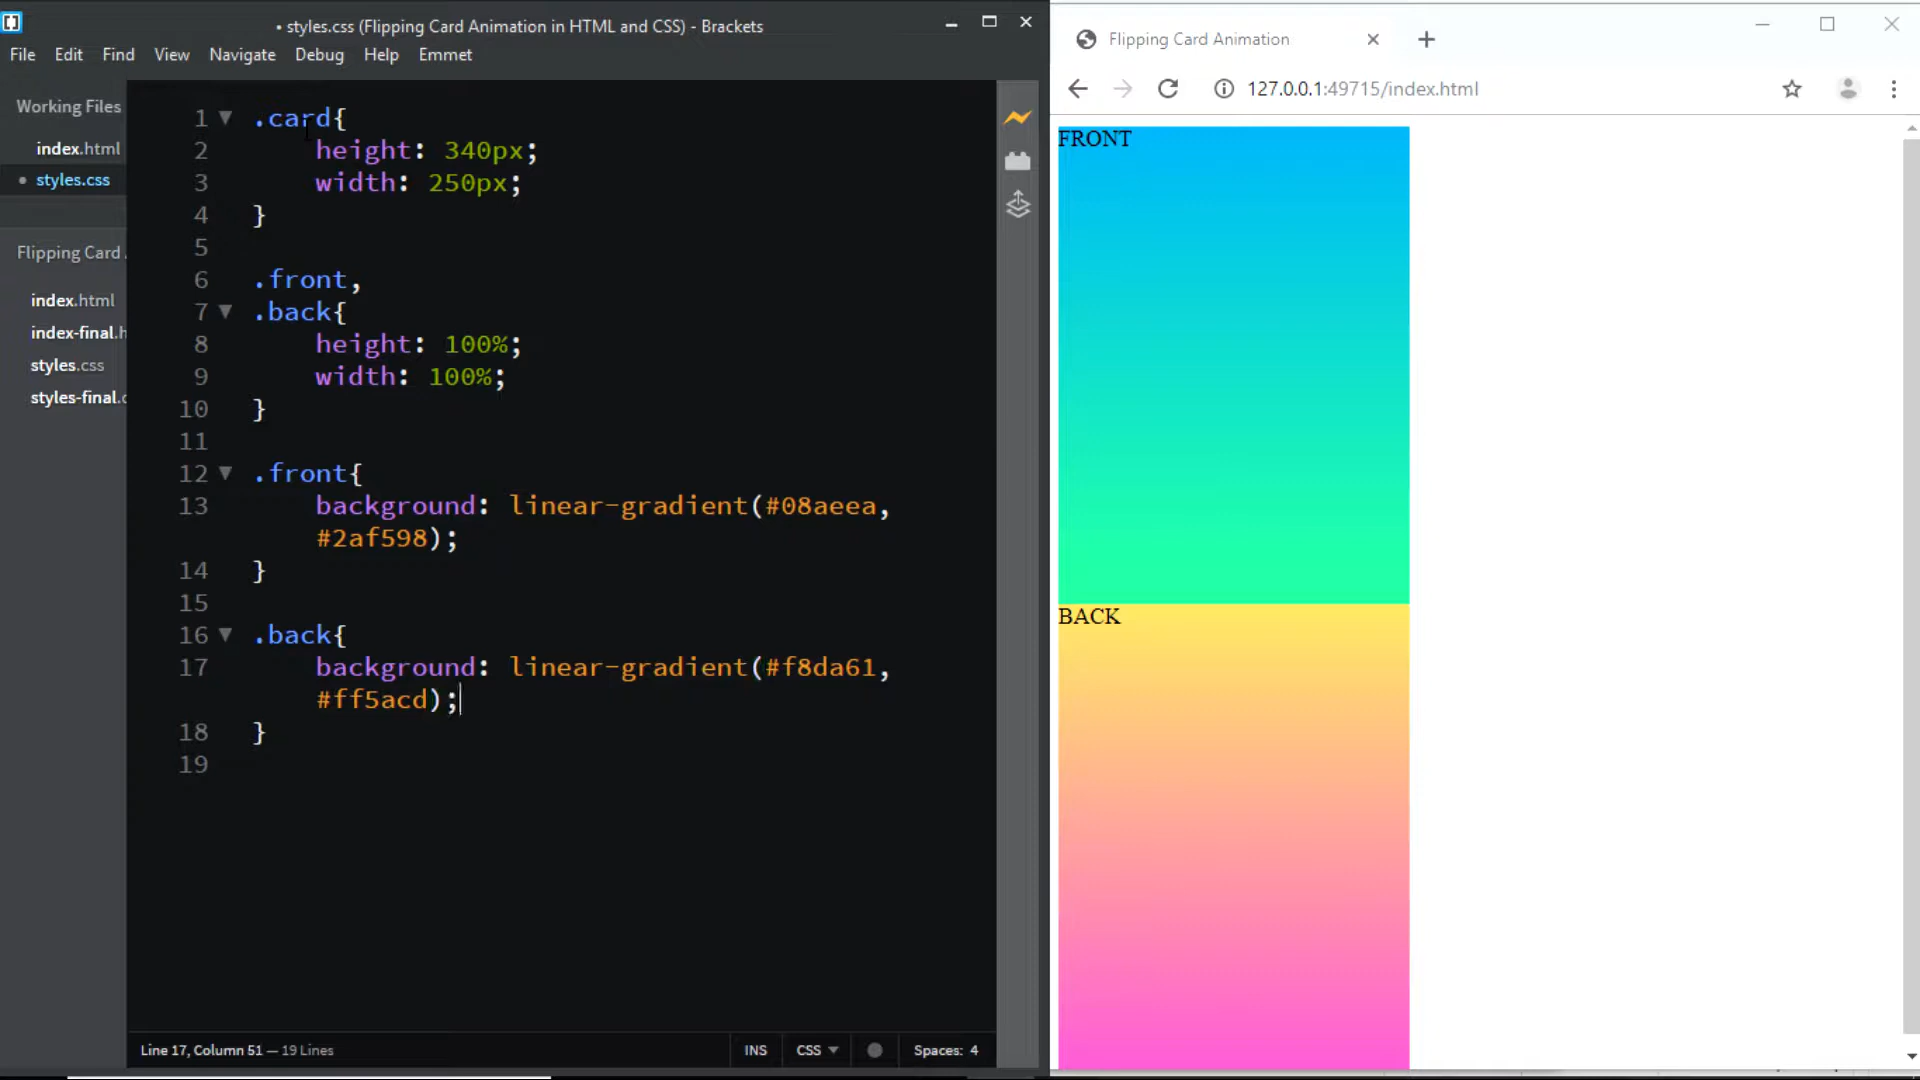 • styles.css (Flipping Card Animation in HTML and CSS) - Brackets
File Edit Find View Navigate Debug Help Emmet
Working Files
index.html
• styles.css
Flipping Card
index.html
index-final.h
styles.css
styles-final.c
1 .card{
2 height: 340px;
3 width: 250px;
4 }
5
6 .front,
7 .back{
8 height: 100%;
9 width: 100%;
10 }
11
12 .front{
13 background: linear-gradient(#08aeea,
#2af598);
14 }
15
16 .back{
17 background: linear-gradient(#f8da61,
#ff5acd);
18 }
19
Line 17, Column 51 — 19 Lines
INS CSS Spaces: 4
Flipping Card Animation
127.0.0.1:49715/index.html
FRONT
BACK